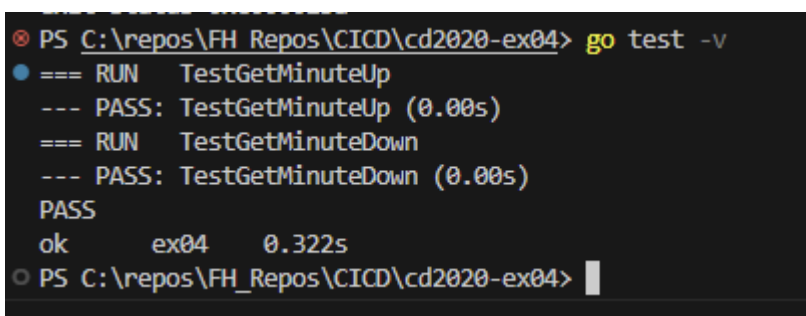 PS C:\repos\FH_Repos\CICD\cd2020-ex04> go test -v
=== RUN   TestGetMinuteUp
--- PASS: TestGetMinuteUp (0.00s)
=== RUN   TestGetMinuteDown
--- PASS: TestGetMinuteDown (0.00s)
PASS
ok      ex04    0.322s
PS C:\repos\FH_Repos\CICD\cd2020-ex04>